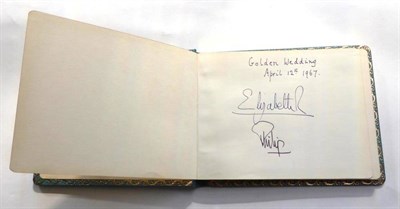 Golden Wedding
April 12th 1967.
Elizabeth R
Philip